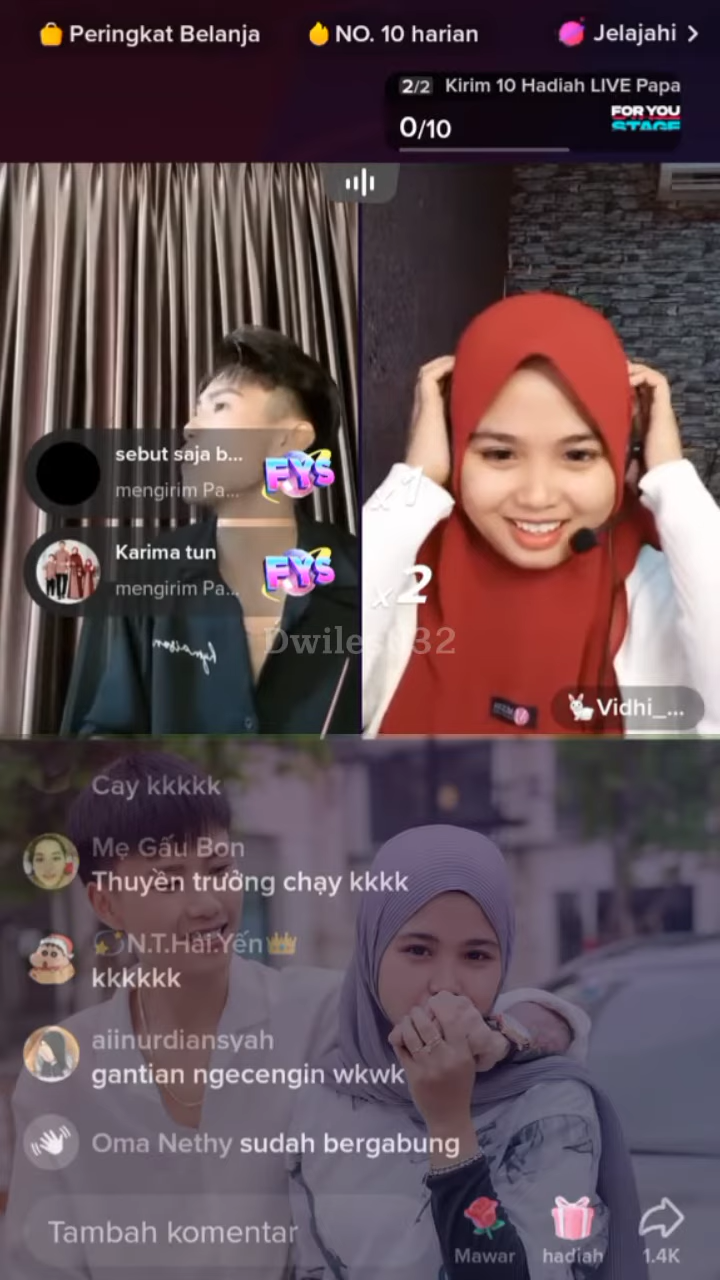 Peringkat Belanja
NO. 10 harian
Jelajahi
2/2 Kirim 10 Hadiah LIVE Papa
0/10
FOR YOU
STAGE
sebut saja b...
mengirim Pa...
FYS
Karima tun
mengirim Pa...
FYS
x1
x2
Vidhi_...
Cay kkkkk
Mẹ Gấu Bon
Thuyền trưởng chạy kkkk
N.T.Hải.Yến
kkkkkk
aiinurdiansyah
gantian ngecengin wkwk
Oma Nethy sudah bergabung
Tambah komentar
Mawar
hadiah
1.4K